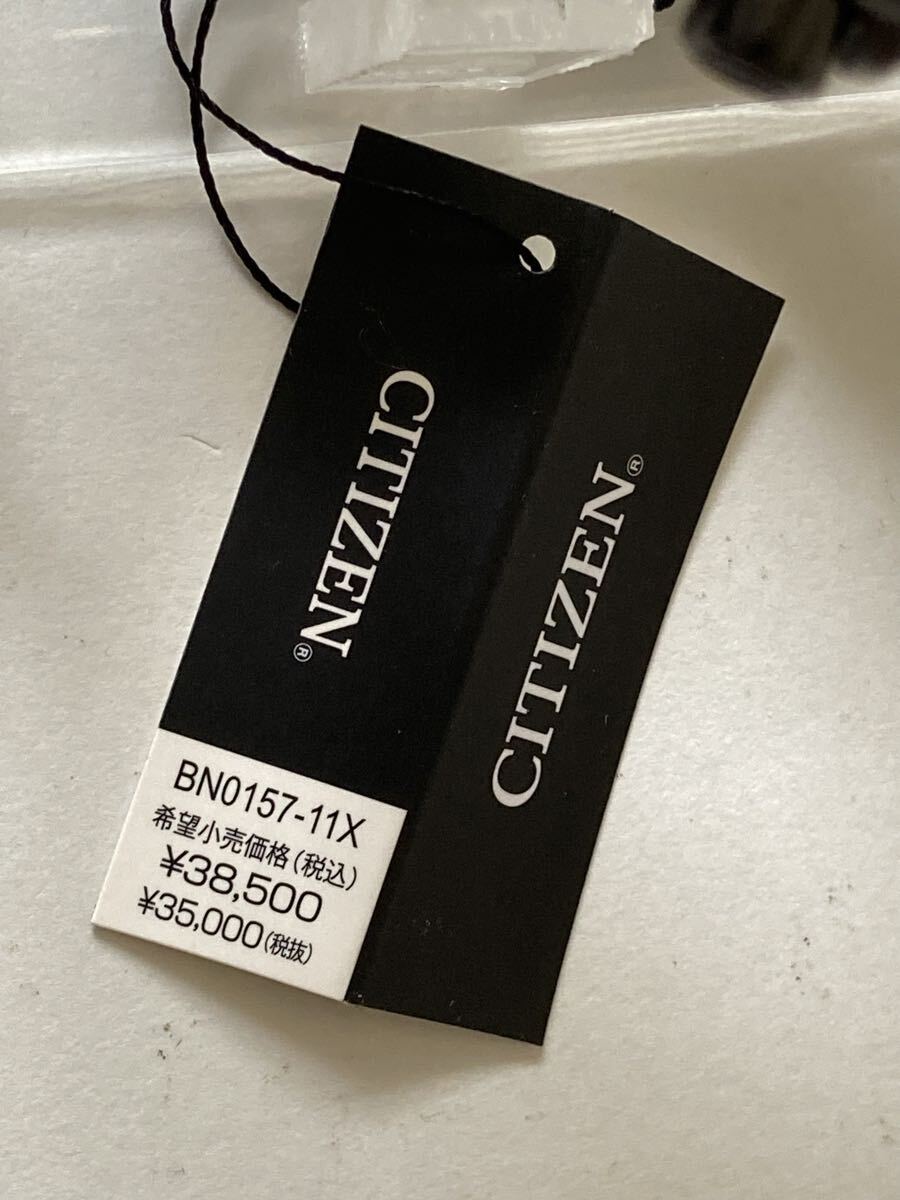 CITIZEN®
CITIZEN®
BN0157-11X
希望小売価格(税込)
¥38,500
¥35,000(税抜)